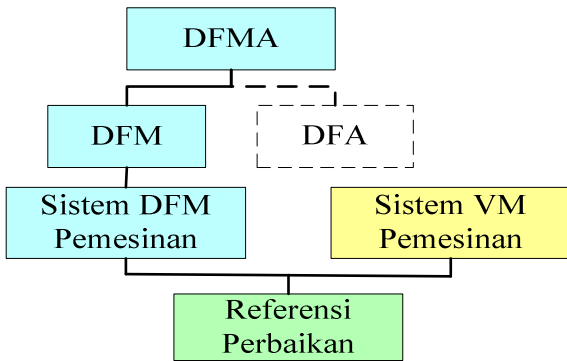 DFMA
DFM
DFA
Sistem DFM
Pemesinan
Sistem VM
Pemesinan
Referensi
Perbaikan